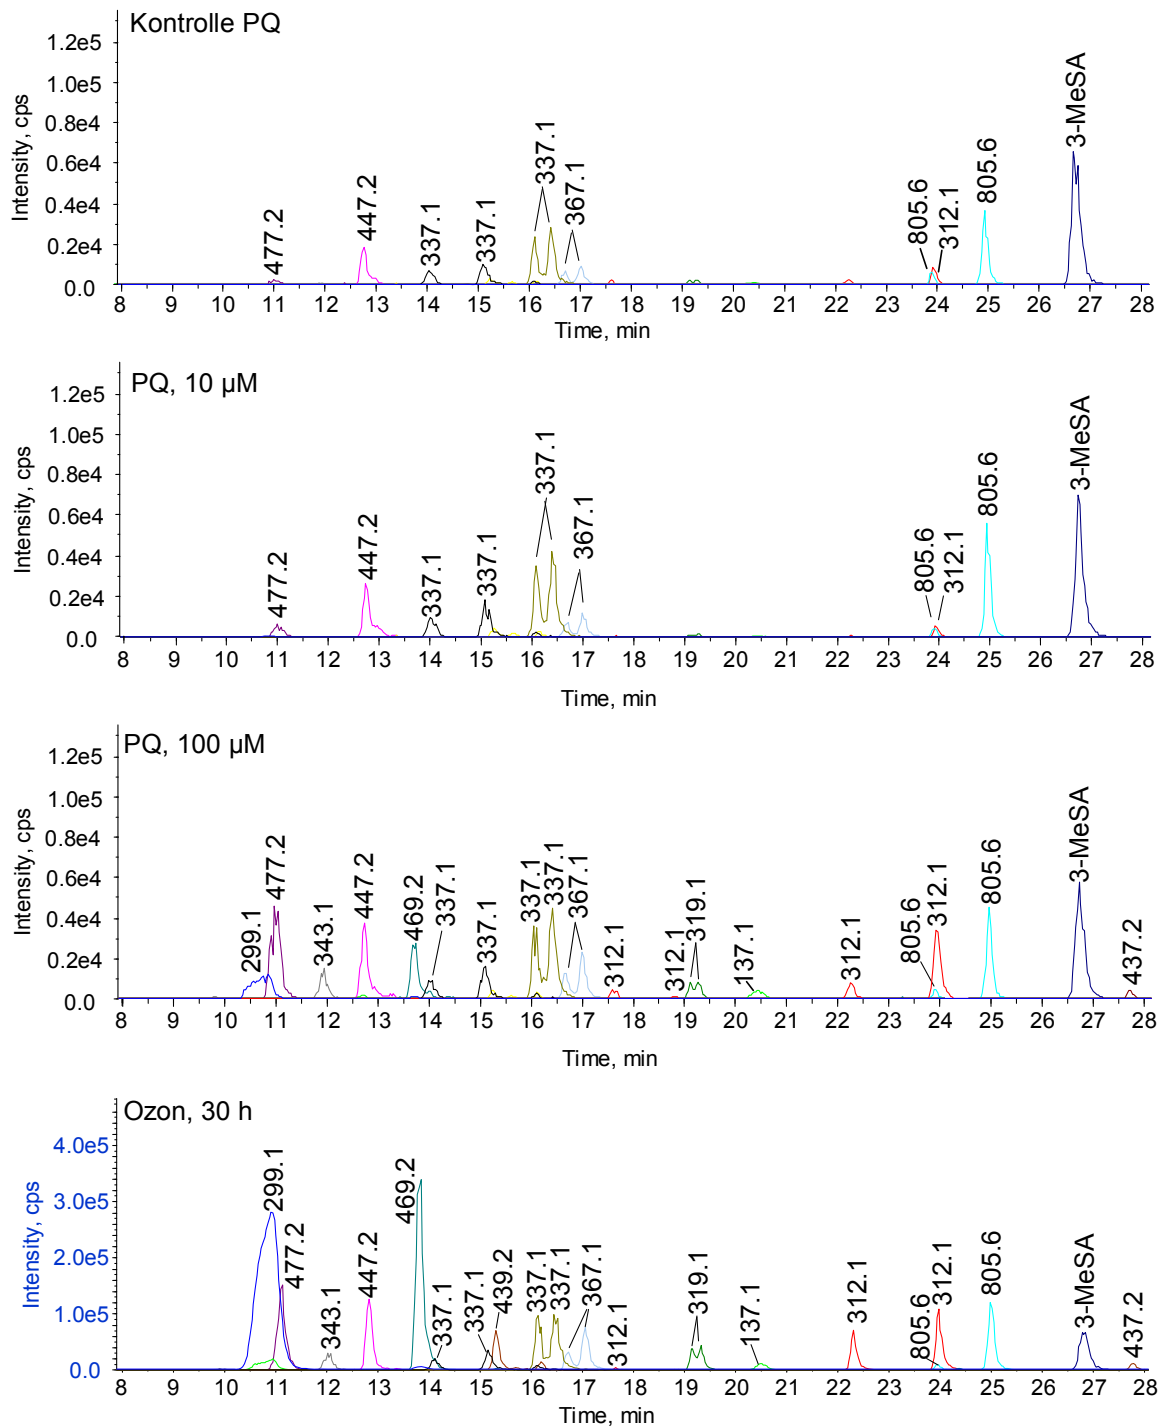 Kontrolle PQ
Intensity, cps
1.2e5
1.0e5
0.8e4
0.6e4
0.4e4
0.2e4
0.0
477.2
447.2
337.1
337.1
337.1
367.1
805.6
312.1
805.6
3-MeSA
8 9 10 11 12 13 14 15 16 17 18 19 20 21 22 23 24 25 26 27 28
Time, min
PQ, 10 µM
Intensity, cps
1.2e5
1.0e5
0.8e4
0.6e4
0.4e4
0.2e4
0.0
477.2
447.2
337.1
337.1
337.1
367.1
805.6
312.1
805.6
3-MeSA
8 9 10 11 12 13 14 15 16 17 18 19 20 21 22 23 24 25 26 27 28
Time, min
PQ, 100 µM
Intensity, cps
1.2e5
1.0e5
0.8e4
0.6e4
0.4e4
0.2e4
0.0
299.1
477.2
343.1
447.2
469.2
337.1
337.1
337.1
337.1
367.1
312.1
312.1
319.1
137.1
312.1
805.6
312.1
805.6
3-MeSA
437.2
8 9 10 11 12 13 14 15 16 17 18 19 20 21 22 23 24 25 26 27 28
Time, min
Ozon, 30 h
Intensity, cps
4.0e5
3.0e5
2.0e5
1.0e5
0.0
299.1
477.2
343.1
447.2
469.2
337.1
337.1
439.2
337.1
337.1
367.1
312.1
319.1
137.1
312.1
805.6
312.1
805.6
3-MeSA
437.2
8 9 10 11 12 13 14 15 16 17 18 19 20 21 22 23 24 25 26 27 28
Time, min